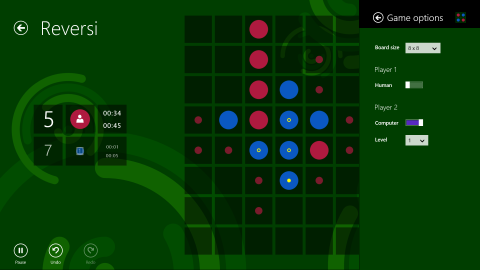 Reversi
Game options
Board size 8 x 8
Player 1
Human
Player 2
Computer
Level 1
5
00:34
00:45
7
00:01
00:05
Pause
Undo
Redo